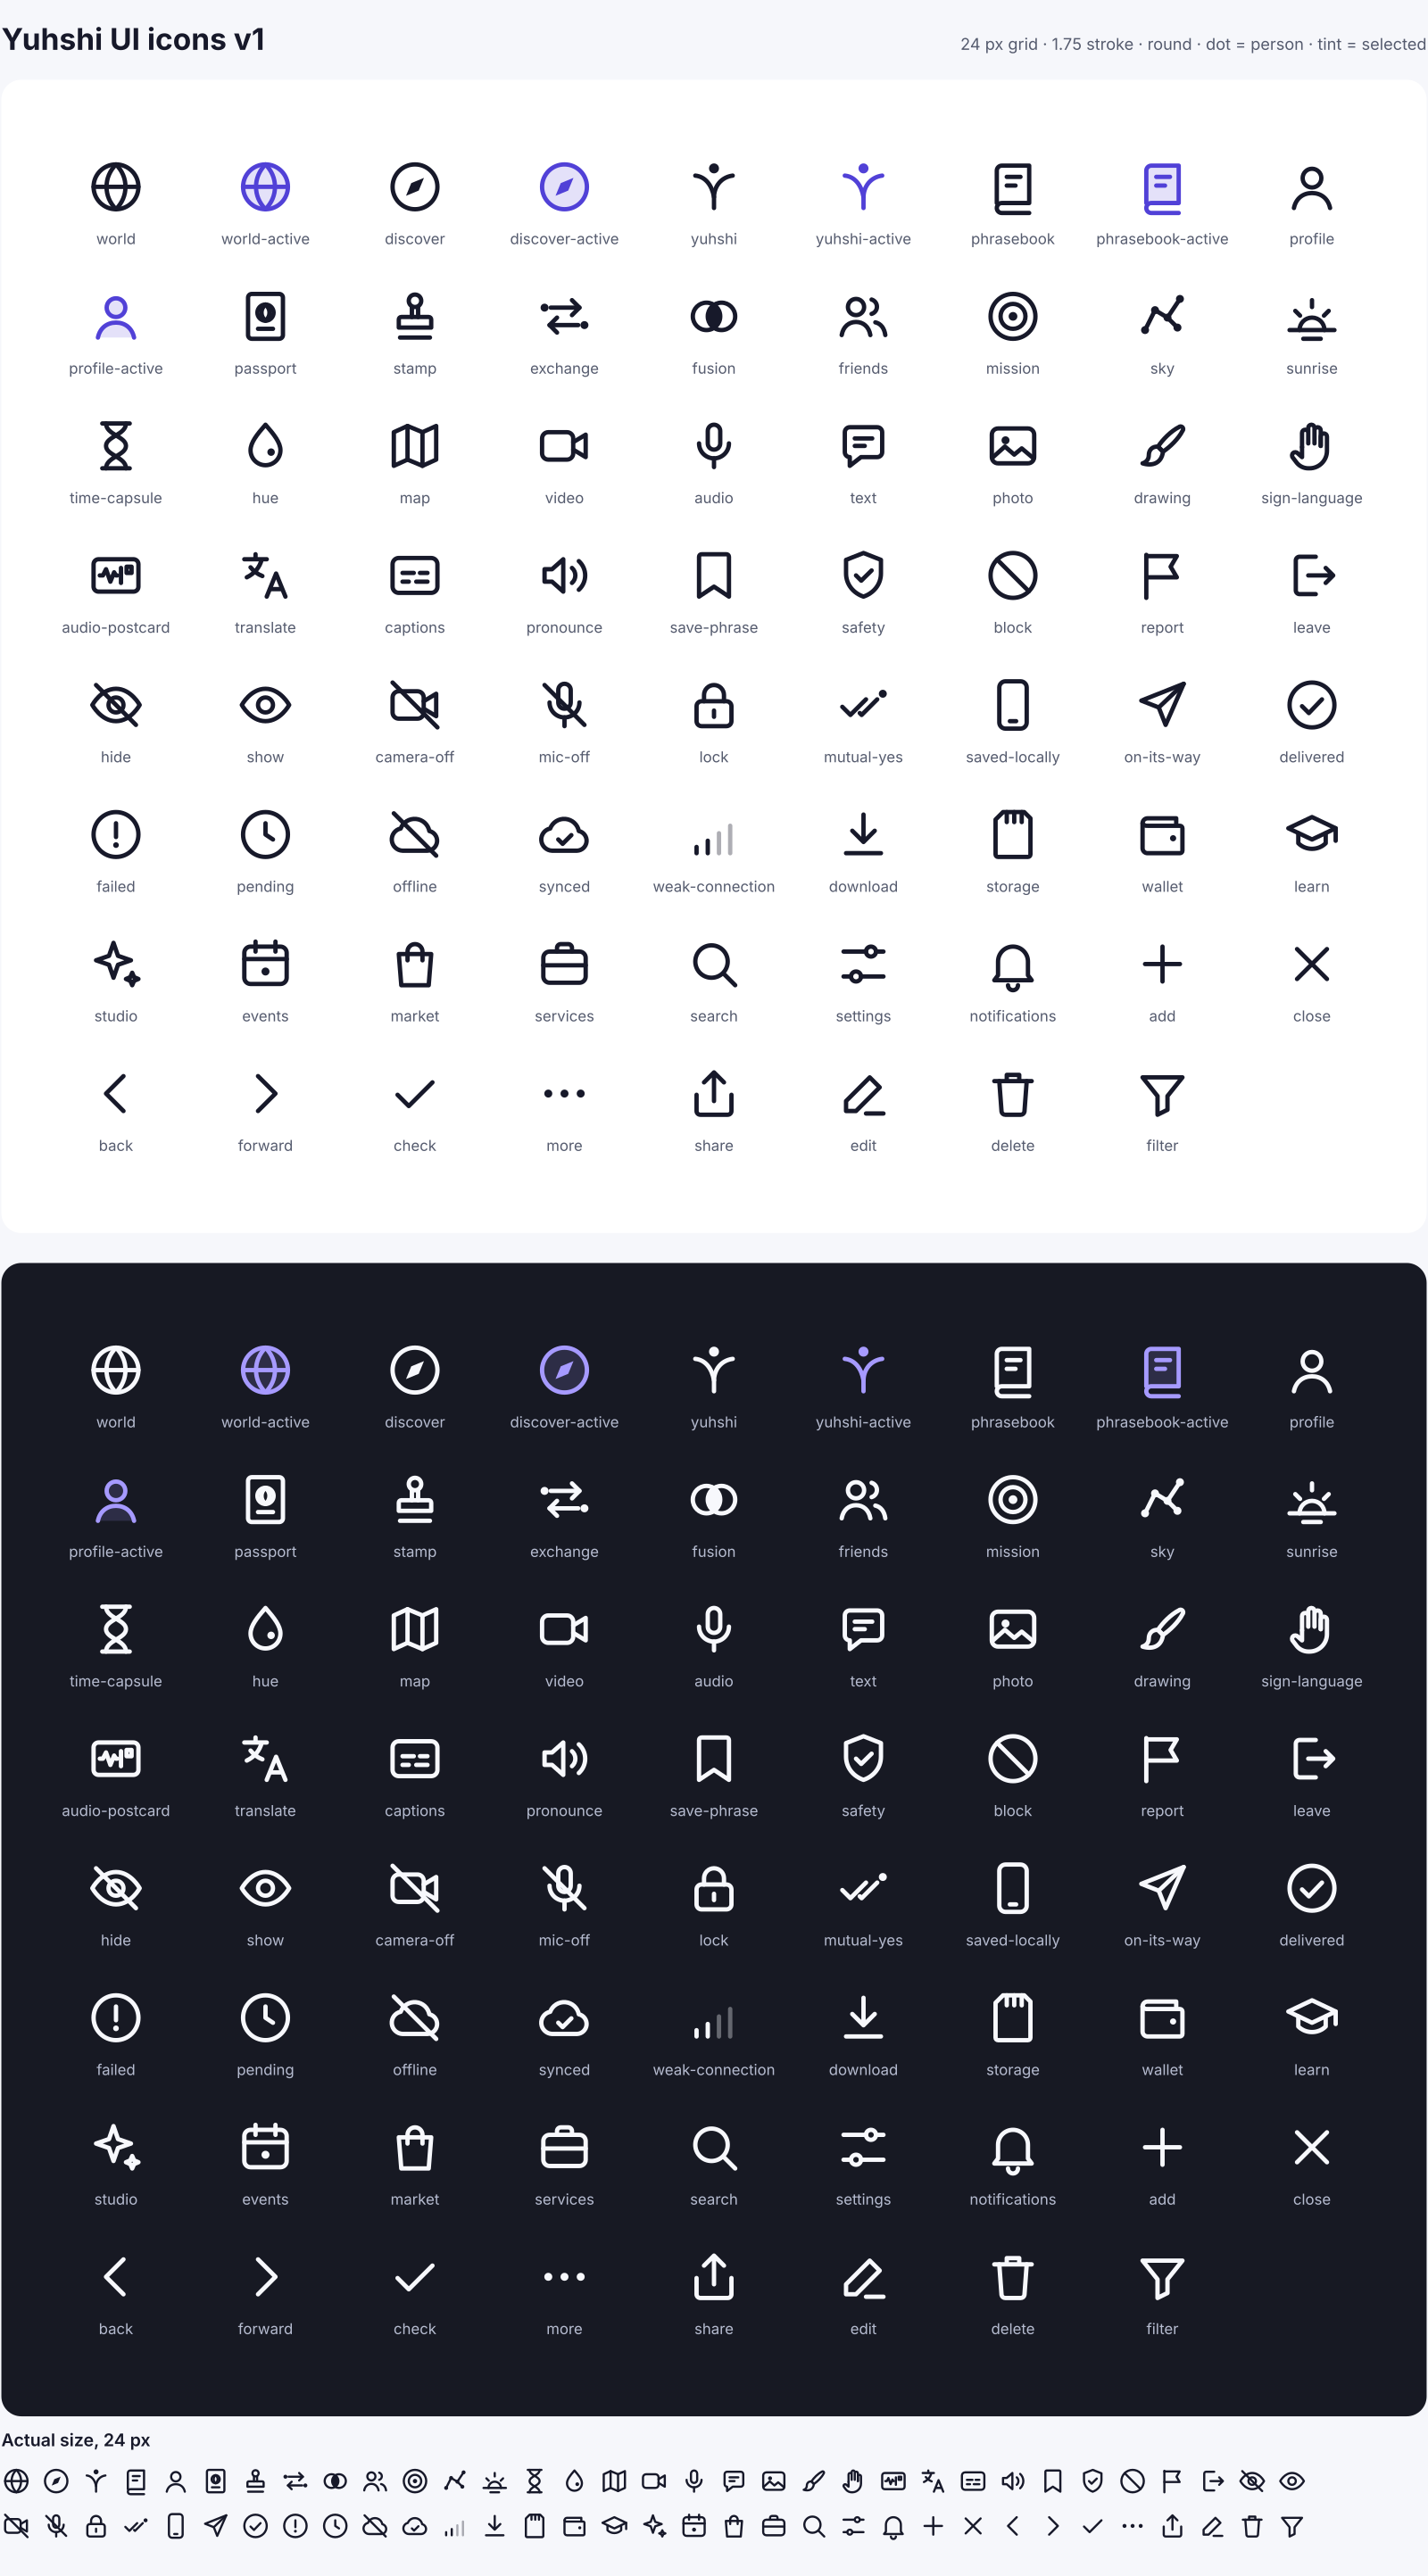 Yuhshi UI icons v1
24 px grid · 1.75 stroke · round · dot = person · tint = selected
world world-active discover discover-active yuhshi yuhshi-active phrasebook phrasebook-active profile
profile-active passport stamp exchange fusion friends mission sky sunrise
time-capsule hue map video audio text photo drawing sign-language
audio-postcard translate captions pronounce save-phrase safety block report leave
hide show camera-off mic-off lock mutual-yes saved-locally on-its-way delivered
failed pending offline synced weak-connection download storage wallet learn
studio events market services search settings notifications add close
back forward check more share edit delete filter
world world-active discover discover-active yuhshi yuhshi-active phrasebook phrasebook-active profile
profile-active passport stamp exchange fusion friends mission sky sunrise
time-capsule hue map video audio text photo drawing sign-language
audio-postcard translate captions pronounce save-phrase safety block report leave
hide show camera-off mic-off lock mutual-yes saved-locally on-its-way delivered
failed pending offline synced weak-connection download storage wallet learn
studio events market services search settings notifications add close
back forward check more share edit delete filter
Actual size, 24 px